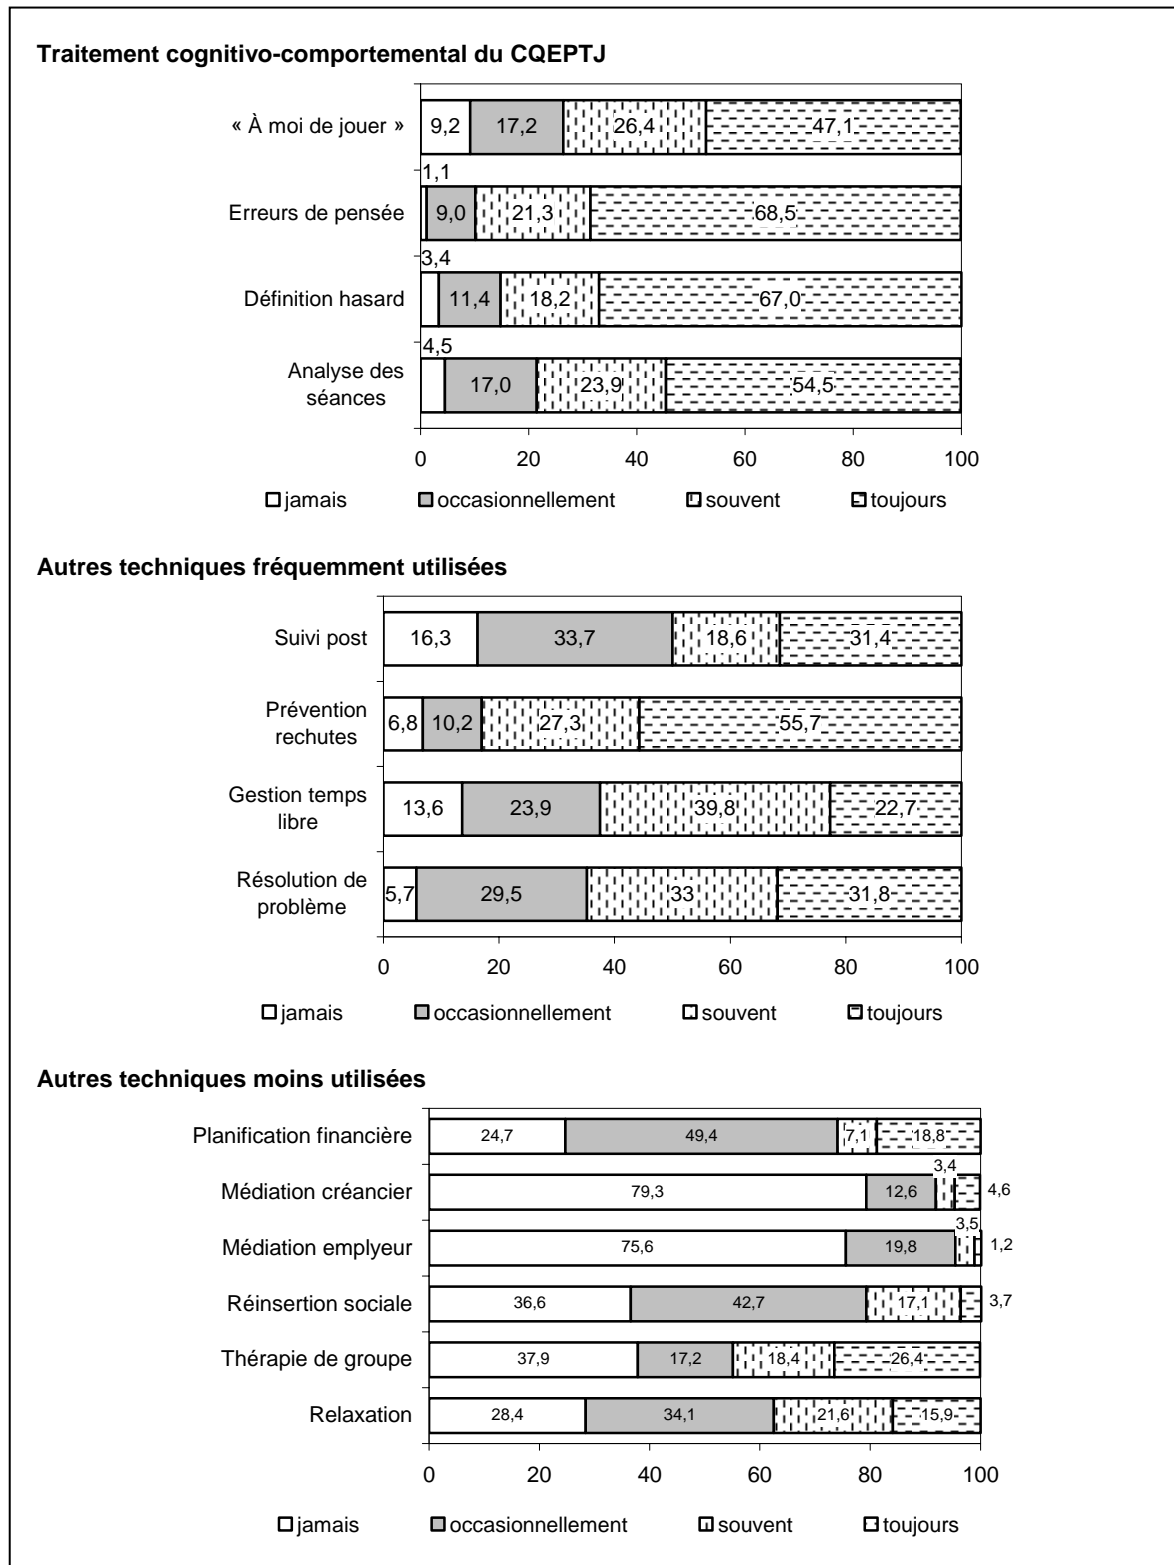 Traitement cognitivo-comportemental du CQEPTJ
« À moi de jouer »
9,2 17,2 26,4 47,1
1,1
Erreurs de pensée
9,0 21,3 68,5
3,4
Définition hasard
11,4 18,2 67,0
4,5
Analyse des
séances
17,0 23,9 54,5
0 20 40 60 80 100
jamais occasionnellement souvent toujours
Autres techniques fréquemment utilisées
Suivi post
16,3 33,7 18,6 31,4
Prévention
rechutes
6,8 10,2 27,3 55,7
Gestion temps
libre
13,6 23,9 39,8 22,7
Résolution de
problème
5,7 29,5 33 31,8
0 20 40 60 80 100
jamais occasionnellement souvent toujours
Autres techniques moins utilisées
Planification financière
24,7 49,4 7,1 18,8
Médiation créancier
79,3 12,6 3,4 4,6
Médiation emplyeur
75,6 19,8 3,5 1,2
Réinsertion sociale
36,6 42,7 17,1 3,7
Thérapie de groupe
37,9 17,2 18,4 26,4
Relaxation
28,4 34,1 21,6 15,9
0 20 40 60 80 100
jamais occasionnellement souvent toujours